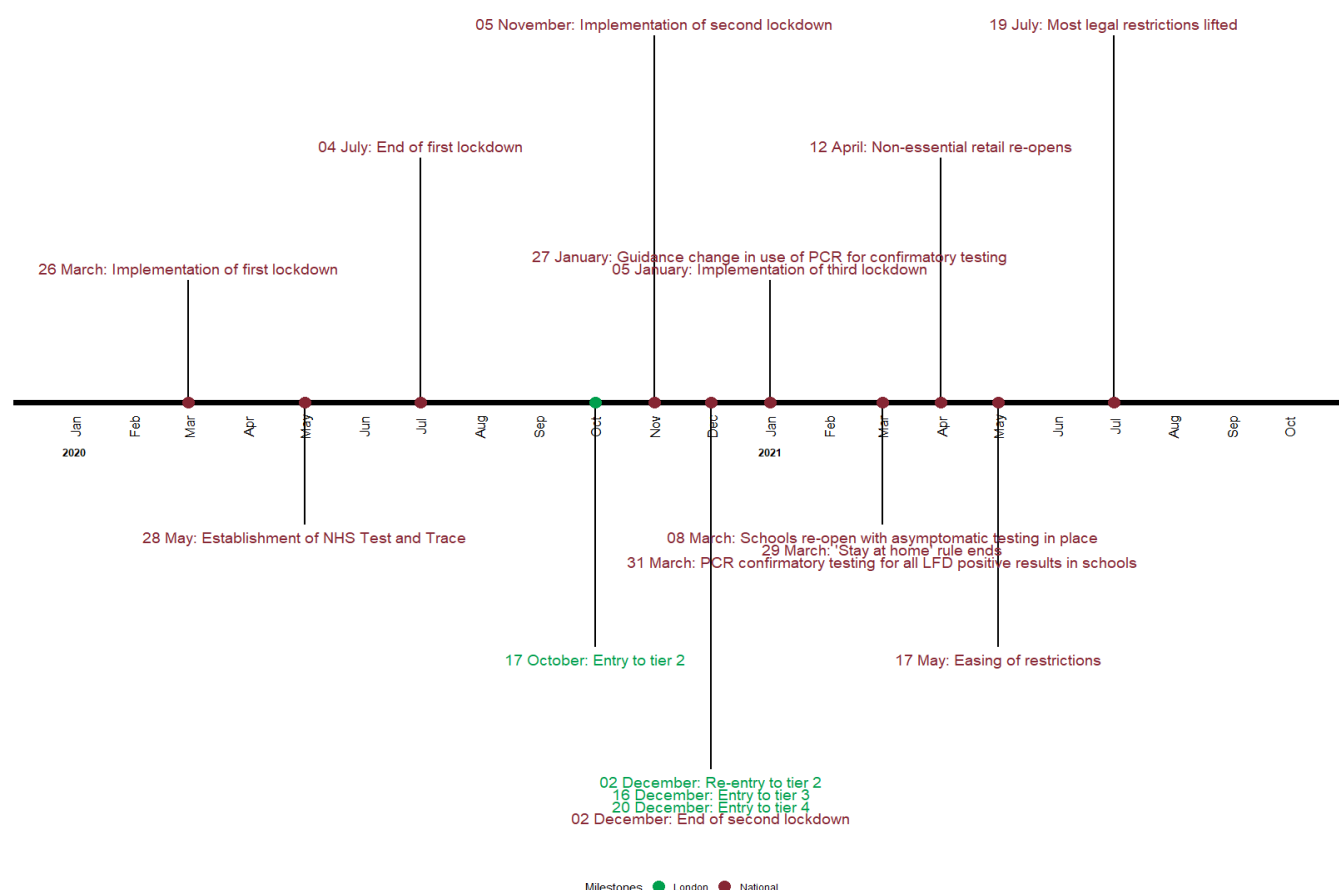 05 November: Implementation of second lockdown
19 July: Most legal restrictions lifted
04 July: End of first lockdown
12 April: Non-essential retail re-opens
27 January: Guidance change in use of PCR for confirmatory testing
26 March: Implementation of first lockdown
05 January: Implementation of third lockdown
Jan Feb Mar Apr May Jun Jul Aug Sep Oct Nov Dec Jan Feb Mar Apr May Jun Jul Aug Sep Oct
2020 2021
28 May: Establishment of NHS Test and Trace
08 March: Schools re-open with asymptomatic testing in place
29 March: 'Stay at home' rule ends
31 March: PCR confirmatory testing for all LFD positive results in schools
17 October: Entry to tier 2
17 May: Easing of restrictions
02 December: Re-entry to tier 2
16 December: Entry to tier 3
20 December: Entry to tier 4
02 December: End of second lockdown
Milestones London National